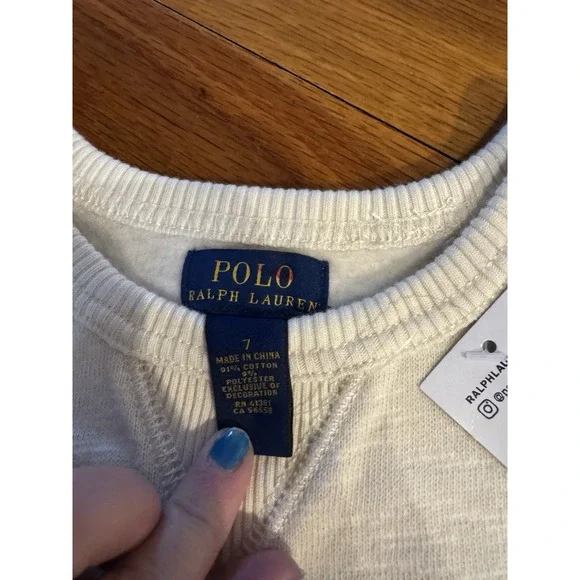 POLO
RALPH LAUREN
7
MADE IN CHINA
91% COTTON
9%
POLYESTER
EXCLUSIVE OF
DECORATION
RN 41381
CA 56658
RALPHLAU